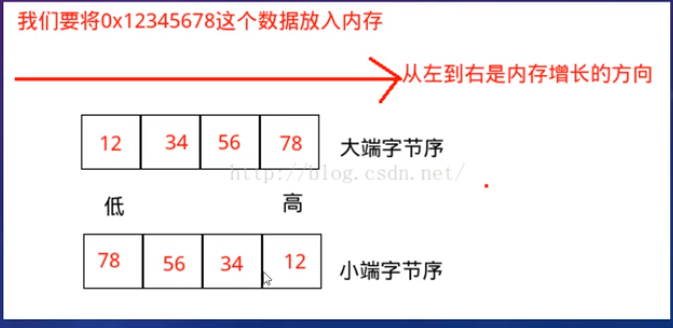 我们要将0x12345678这个数据放入内存
从左到右是内存增长的方向
12 34 56 78 大端字节序
http://blog.csdn.net/
低 高
78 56 34 12 小端字节序